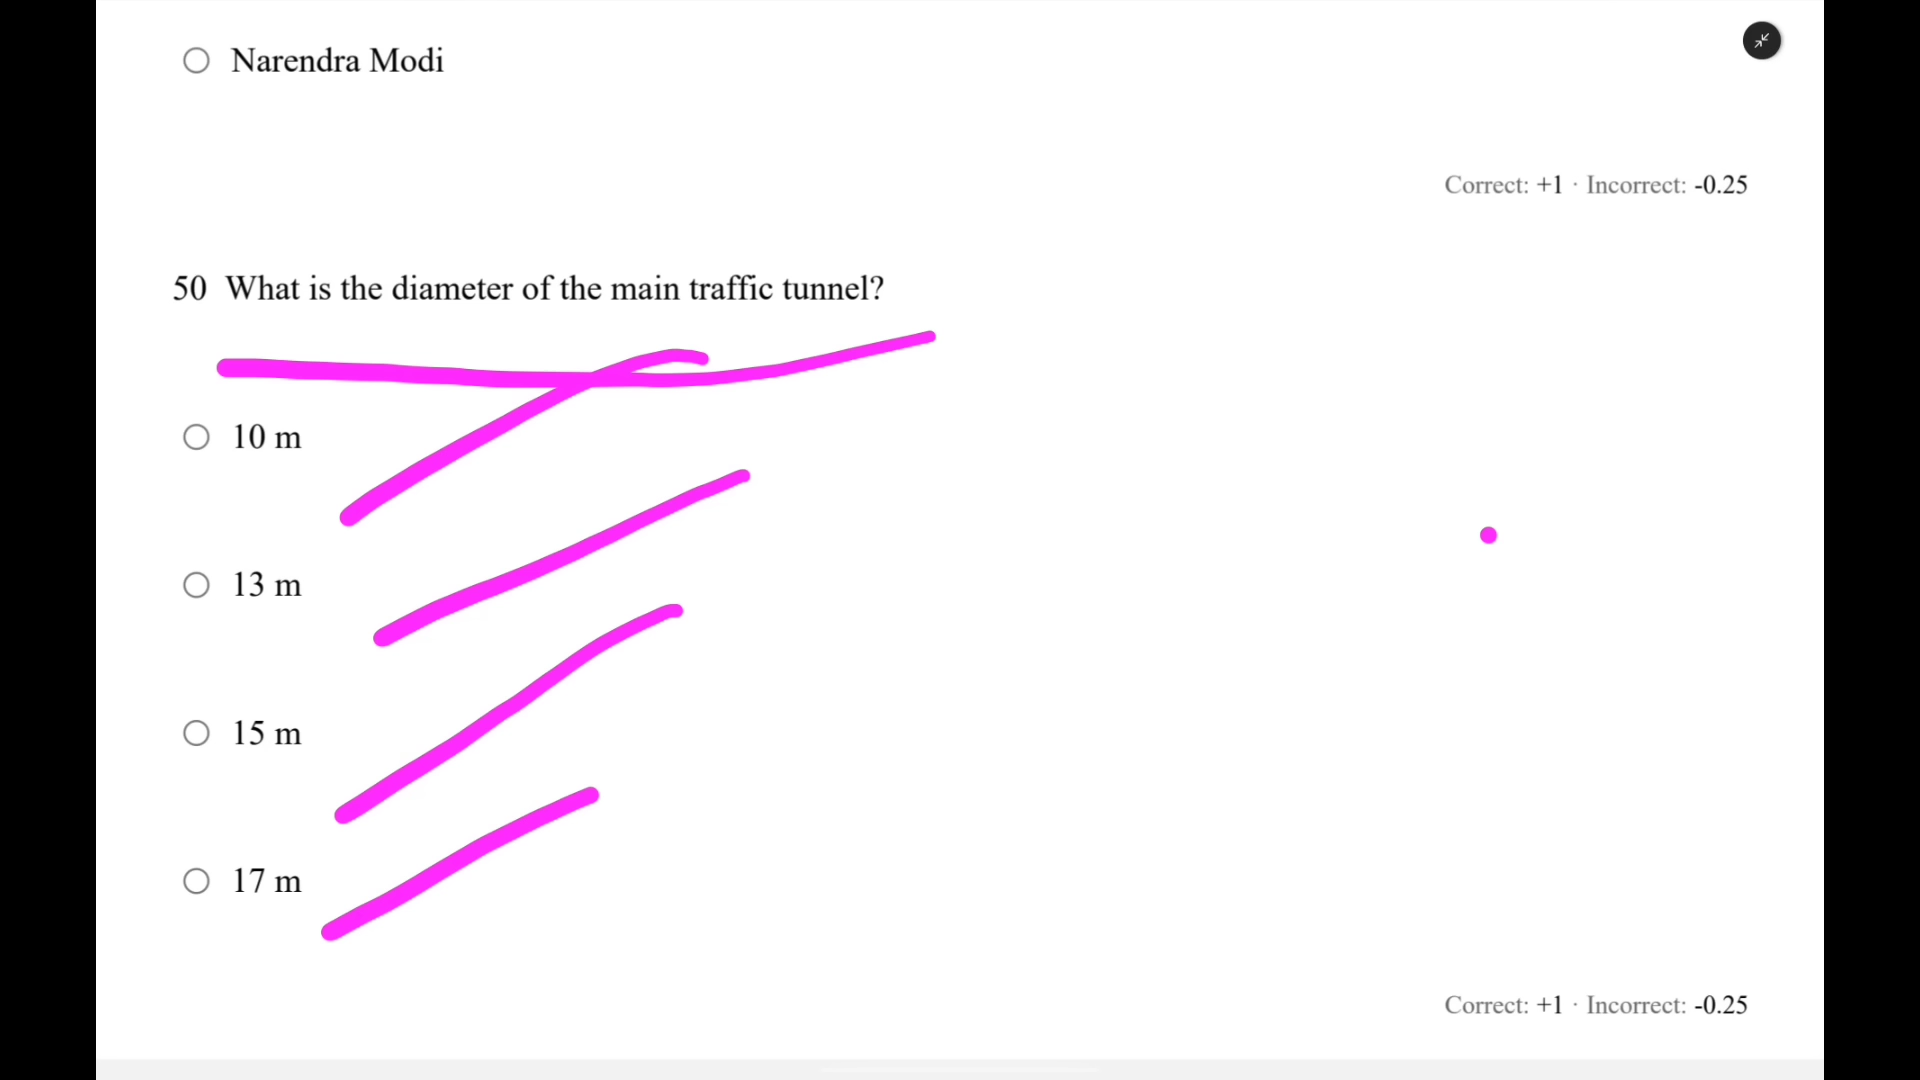 Narendra Modi
Correct: +1 · Incorrect: -0.25
50 What is the diameter of the main traffic tunnel?
10 m
13 m
15 m
17 m
Correct: +1 · Incorrect: -0.25